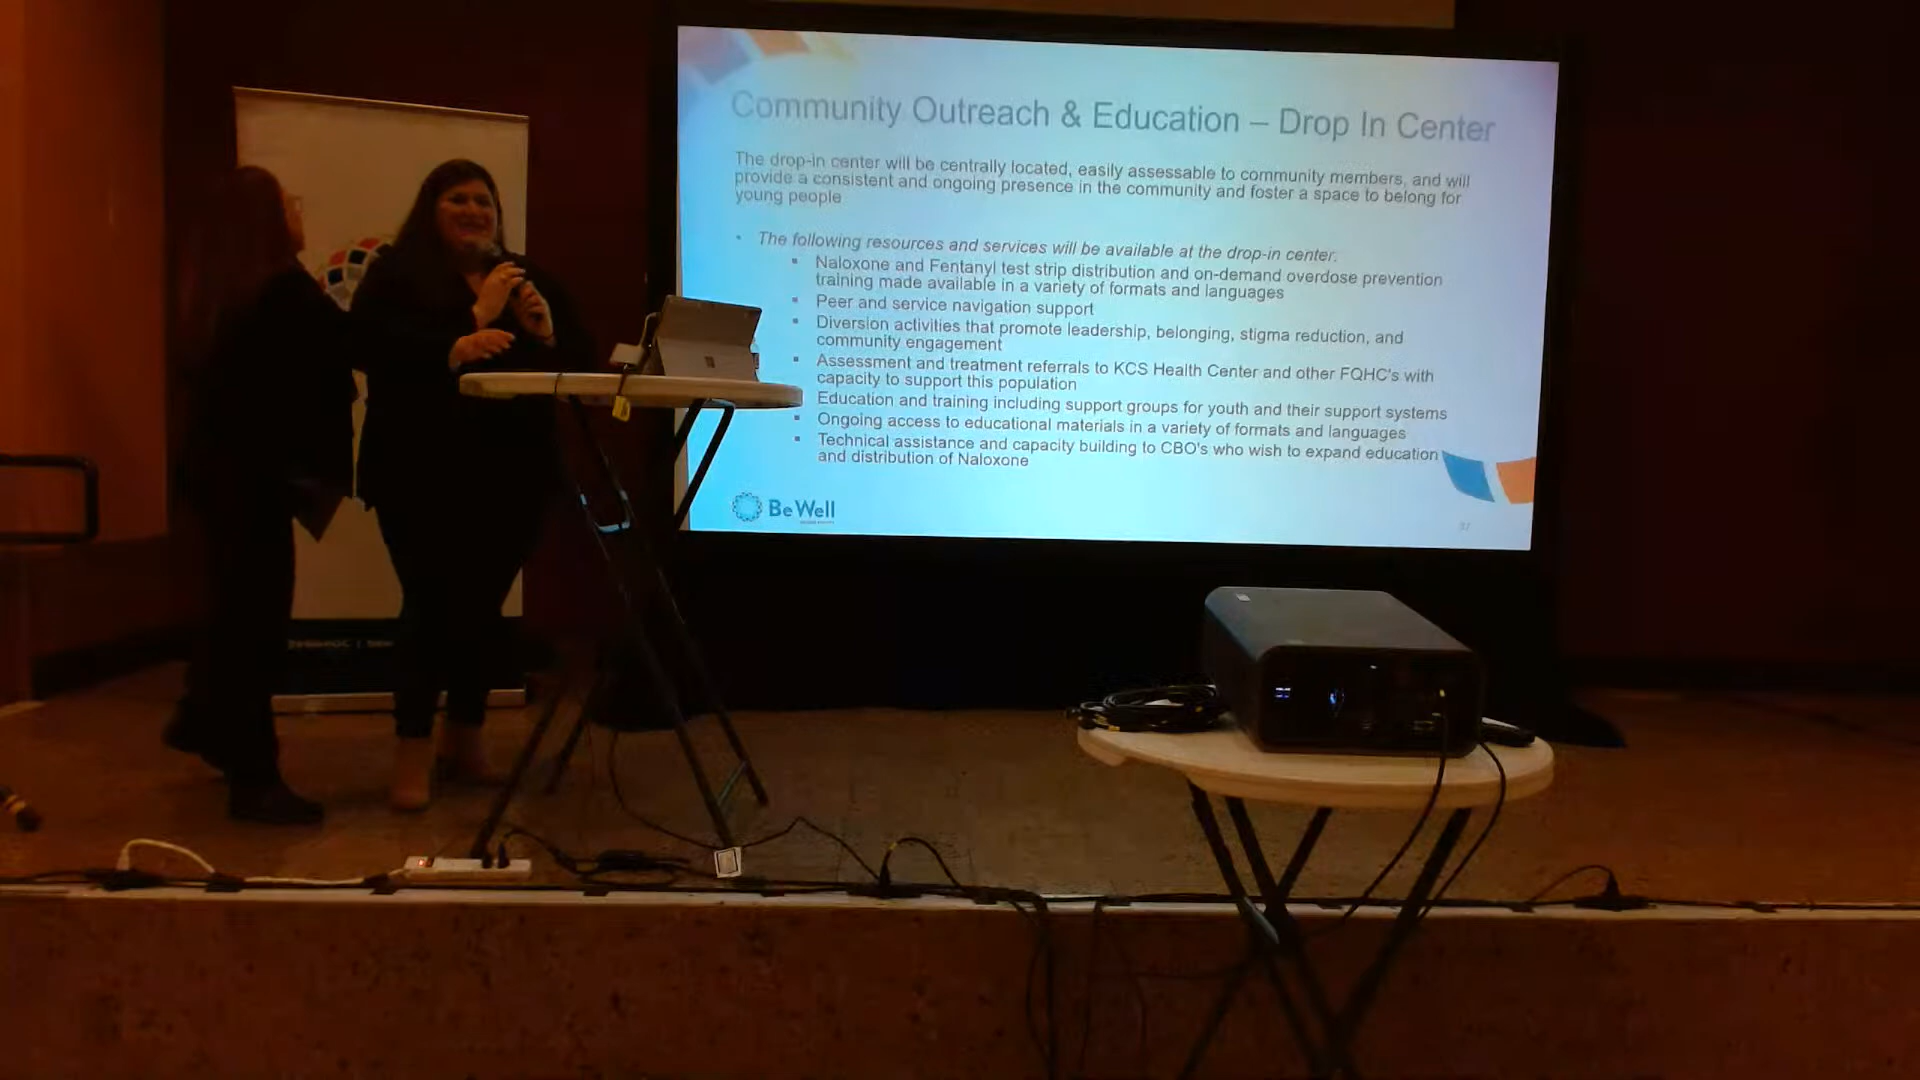 Community Outreach & Education – Drop In Center
The drop-in center will be centrally located, easily assessable to community members, and will
provide a consistent and ongoing presence in the community and foster a space to belong for
young people
• The following resources and services will be available at the drop-in center:
▪ Naloxone and Fentanyl test strip distribution and on-demand overdose prevention
training made available in a variety of formats and languages
▪ Peer and service navigation support
▪ Diversion activities that promote leadership, belonging, stigma reduction, and
community engagement
▪ Assessment and treatment referrals to KCS Health Center and other FQHC's with
capacity to support this population
Education and training including support groups for youth and their support systems
▪ Ongoing access to educational materials in a variety of formats and languages
▪ Technical assistance and capacity building to CBO's who wish to expand education
and distribution of Naloxone
Be Well